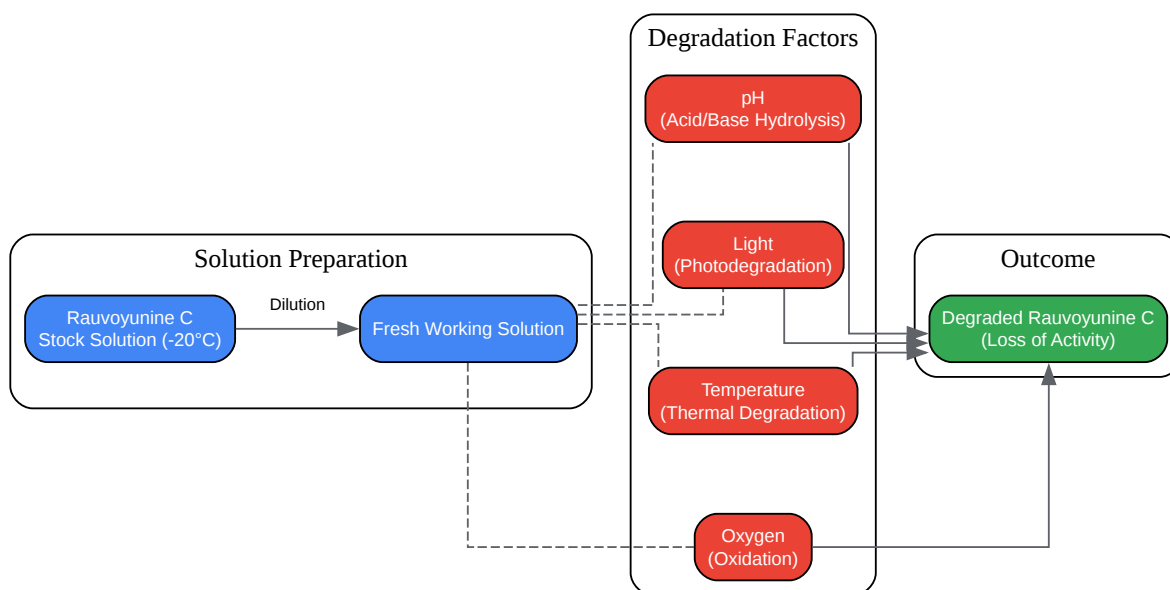 Degradation Factors
pH
(Acid/Base Hydrolysis)
Light
(Photodegradation)
Solution Preparation
Outcome
Rauvoyunine C
Stock Solution (-20°C)
Dilution
Fresh Working Solution
Degraded Rauvoyunine C
(Loss of Activity)
Temperature
(Thermal Degradation)
Oxygen
(Oxidation)